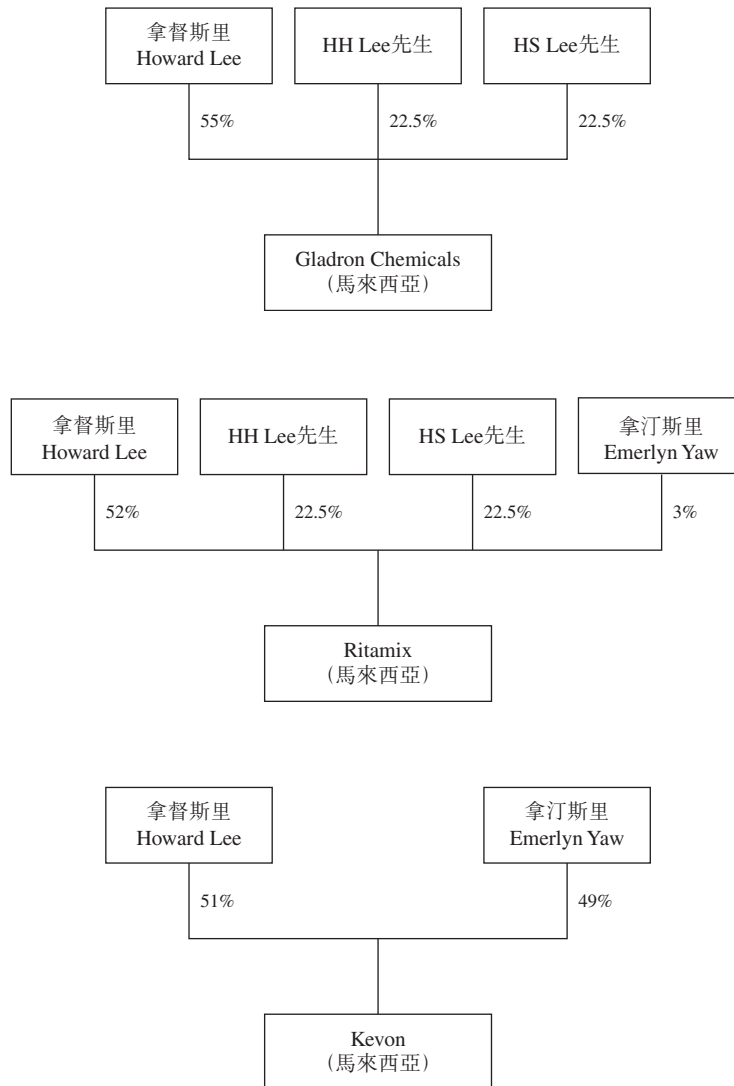 拿督斯里
Howard Lee
HH Lee先生
HS Lee先生
55%
22.5%
22.5%
Gladron Chemicals
（馬來西亞）
拿督斯里
Howard Lee
HH Lee先生
HS Lee先生
拿汀斯里
Emerlyn Yaw
52%
22.5%
22.5%
3%
Ritamix
（馬來西亞）
拿督斯里
Howard Lee
拿汀斯里
Emerlyn Yaw
51%
49%
Kevon
（馬來西亞）